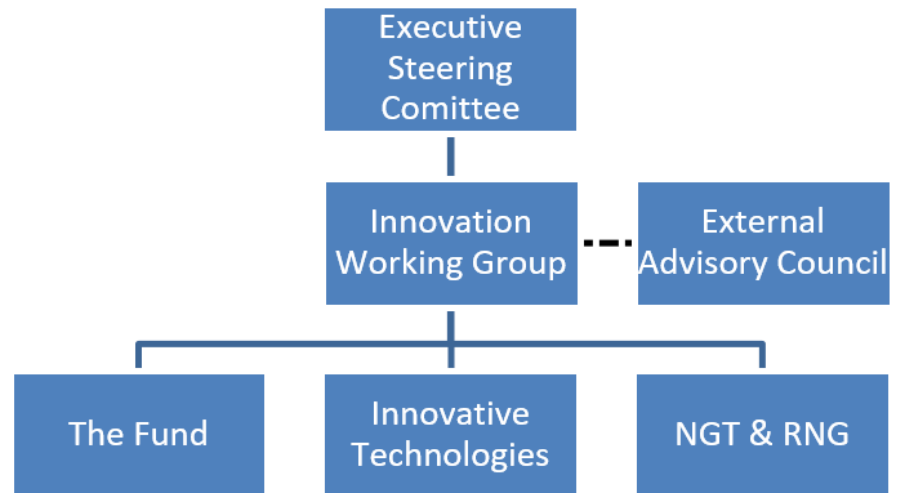 Executive
Steering
Comittee
Innovation
Working Group
External
Advisory Council
The Fund
Innovative
Technologies
NGT & RNG